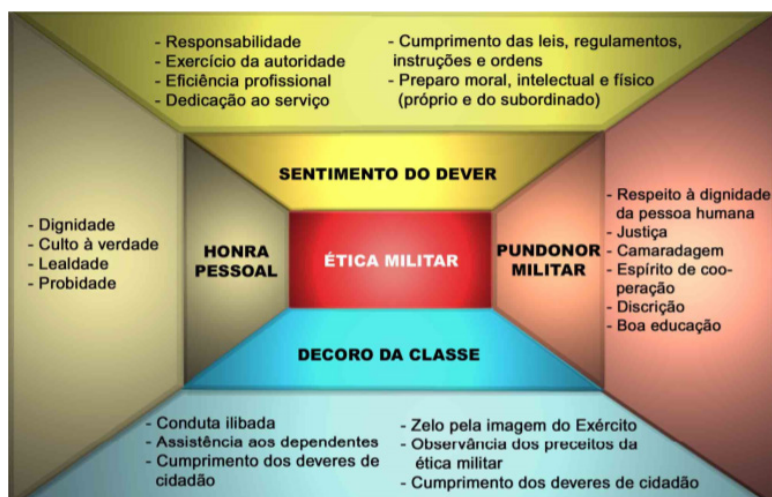 - Responsabilidade
- Exercício da autoridade
- Eficiência profissional
- Dedicação ao serviço
- Cumprimento das leis, regulamentos,
instruções e ordens
- Preparo moral, intelectual e físico
(próprio e do subordinado)
SENTIMENTO DO DEVER
- Dignidade
- Culto à verdade
- Lealdade
- Probidade
HONRA
PESSOAL
ÉTICA MILITAR
PUNDONOR
MILITAR
- Respeito à dignidade
da pessoa humana
- Justiça
- Camaradagem
- Espírito de coo-
peração
- Discrição
- Boa educação
DECORO DA CLASSE
- Conduta ilibada
- Assistência aos dependentes
- Cumprimento dos deveres de
cidadão
- Zelo pela imagem do Exército
- Observância dos preceitos da
ética militar
- Cumprimento dos deveres de cidadão